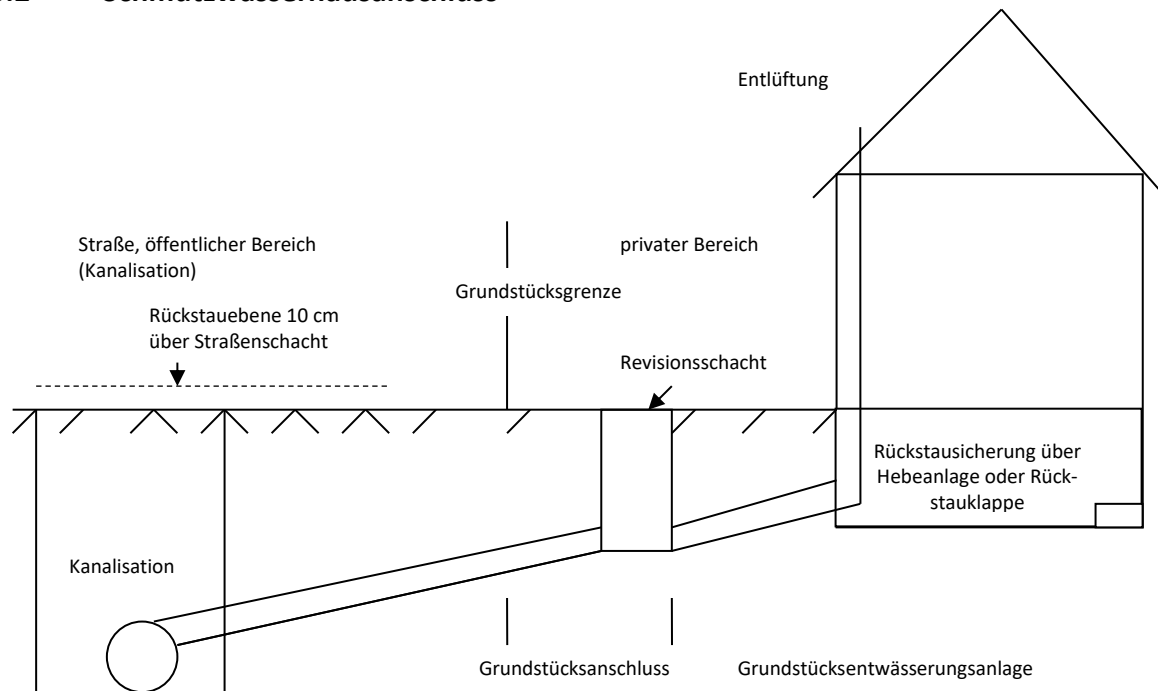 Schmutzwasserhausanschluss
Entlüftung
Straße, öffentlicher Bereich
(Kanalisation)
privater Bereich
Grundstücksgrenze
Rückstauebene 10 cm
über Straßenschacht
Revisionsschacht
Rückstausicherung über
Hebeanlage oder Rück-
stauklappe
Kanalisation
Grundstücksanschluss
Grundstücksentwässerungsanlage